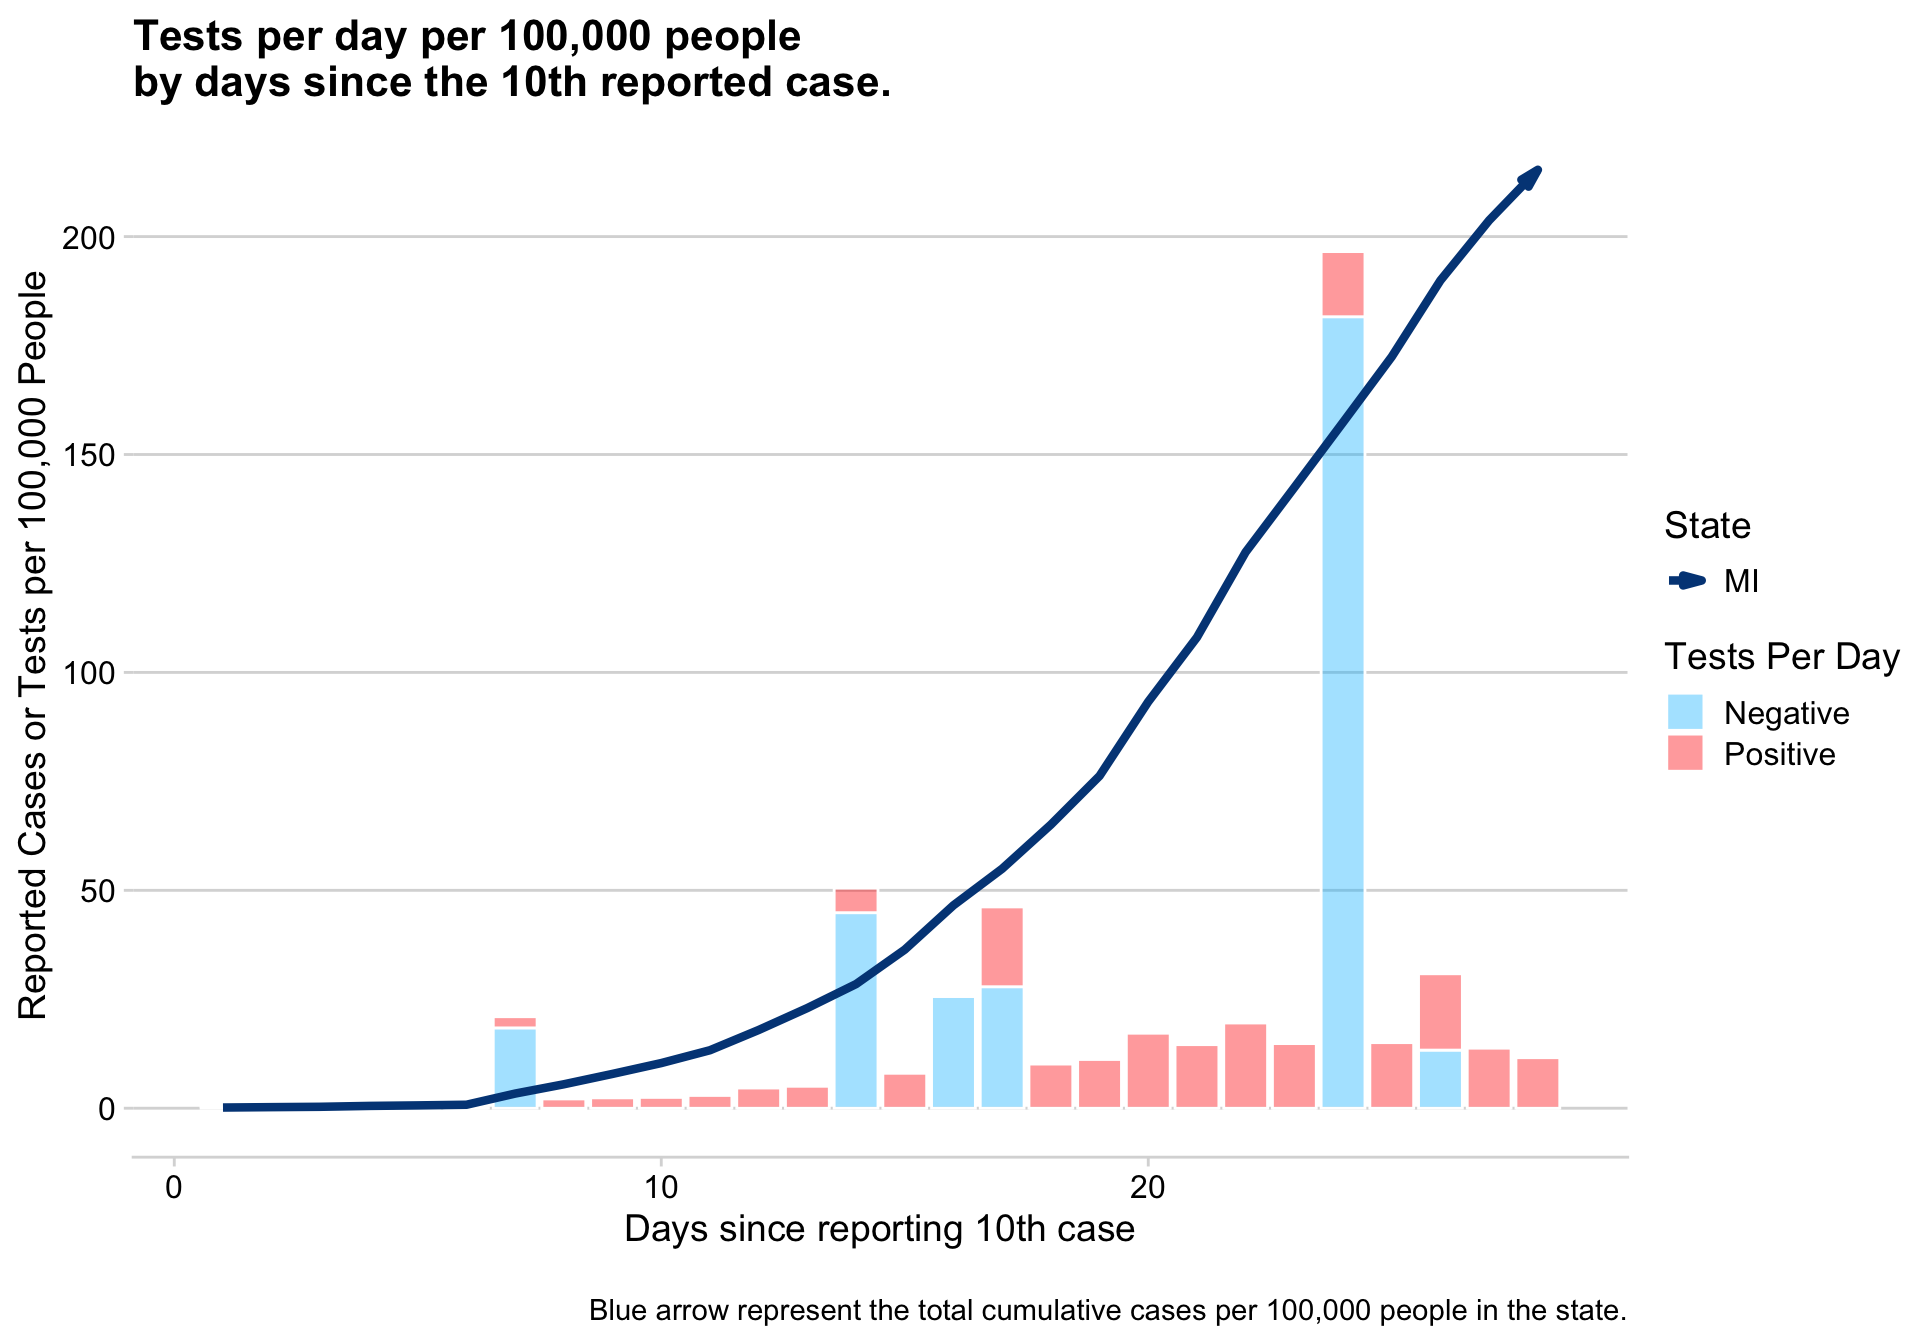 Tests per day per 100,000 people
by days since the 10th reported case.
Reported Cases or Tests per 100,000 People
200
150
100
50
0
0
10
20
Days since reporting 10th case
State
MI
Tests Per Day
Negative
Positive
Blue arrow represent the total cumulative cases per 100,000 people in the state.